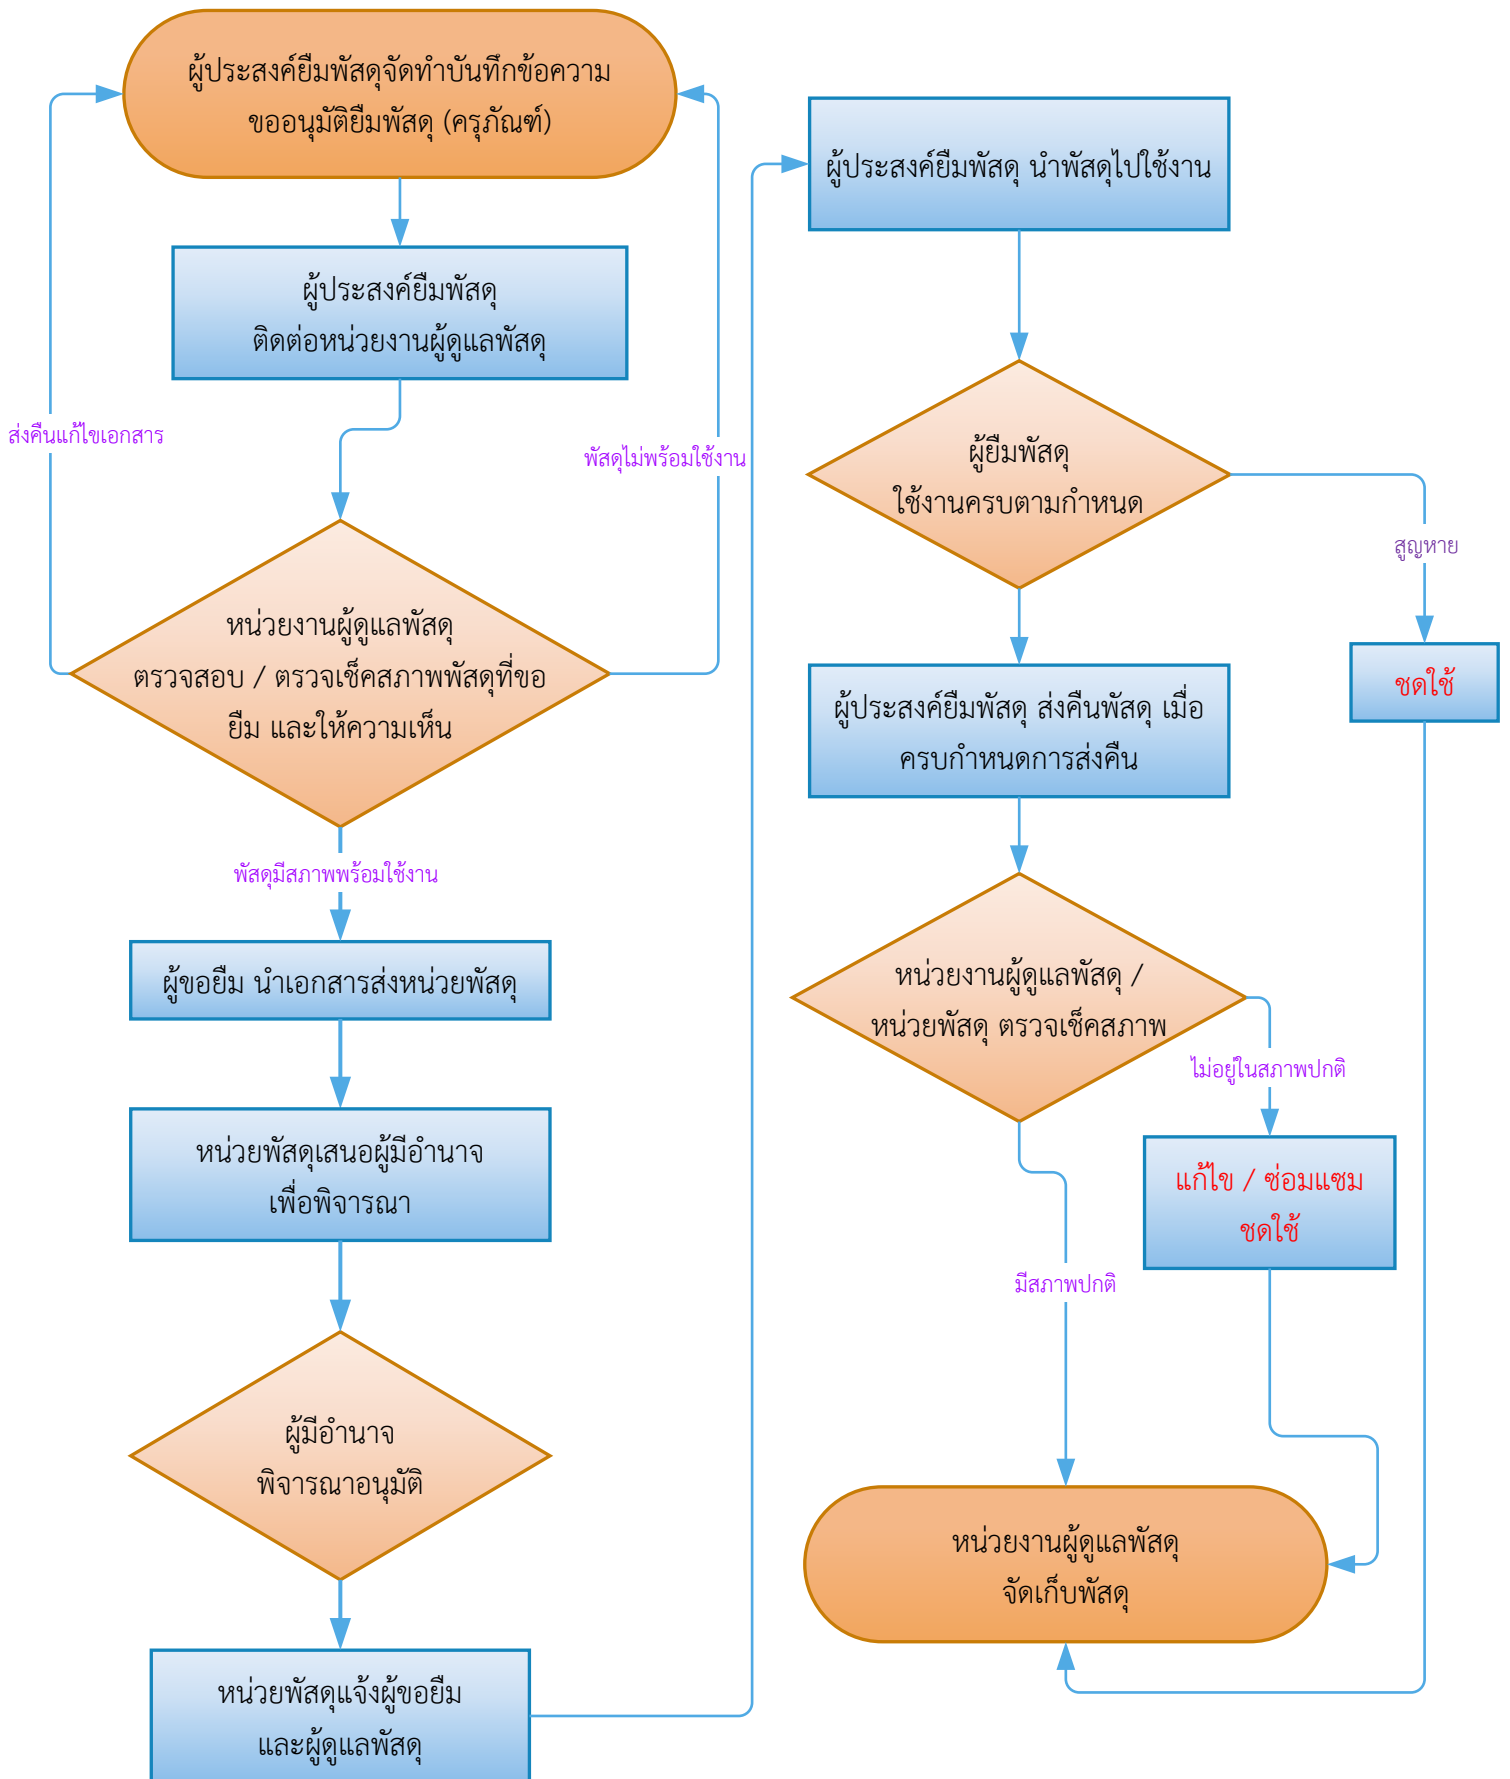 ผู้ประสงค์ยืมพัสดุจัดทำบันทึกข้อความ
ขออนุมัติยืมพัสดุ (ครุภัณฑ์)
ผู้ประสงค์ยืมพัสดุ
ติดต่อหน่วยงานผู้ดูแลพัสดุ
ส่งคืนแก้ไขเอกสาร
พัสดุไม่พร้อมใช้งาน
หน่วยงานผู้ดูแลพัสดุ
ตรวจสอบ / ตรวจเช็คสภาพพัสดุที่ขอ
ยืม และให้ความเห็น
พัสดุมีสภาพพร้อมใช้งาน
ผู้ขอยืม นำเอกสารส่งหน่วยพัสดุ
หน่วยพัสดุเสนอผู้มีอำนาจ
เพื่อพิจารณา
ผู้มีอำนาจ
พิจารณาอนุมัติ
หน่วยพัสดุแจ้งผู้ขอยืม
และผู้ดูแลพัสดุ
ผู้ประสงค์ยืมพัสดุ นำพัสดุไปใช้งาน
ผู้ยืมพัสดุ
ใช้งานครบตามกำหนด
สูญหาย
ชดใช้
ผู้ประสงค์ยืมพัสดุ ส่งคืนพัสดุ เมื่อ
ครบกำหนดการส่งคืน
หน่วยงานผู้ดูแลพัสดุ /
หน่วยพัสดุ ตรวจเช็คสภาพ
ไม่อยู่ในสภาพปกติ
แก้ไข / ซ่อมแซม
ชดใช้
มีสภาพปกติ
หน่วยงานผู้ดูแลพัสดุ
จัดเก็บพัสดุ